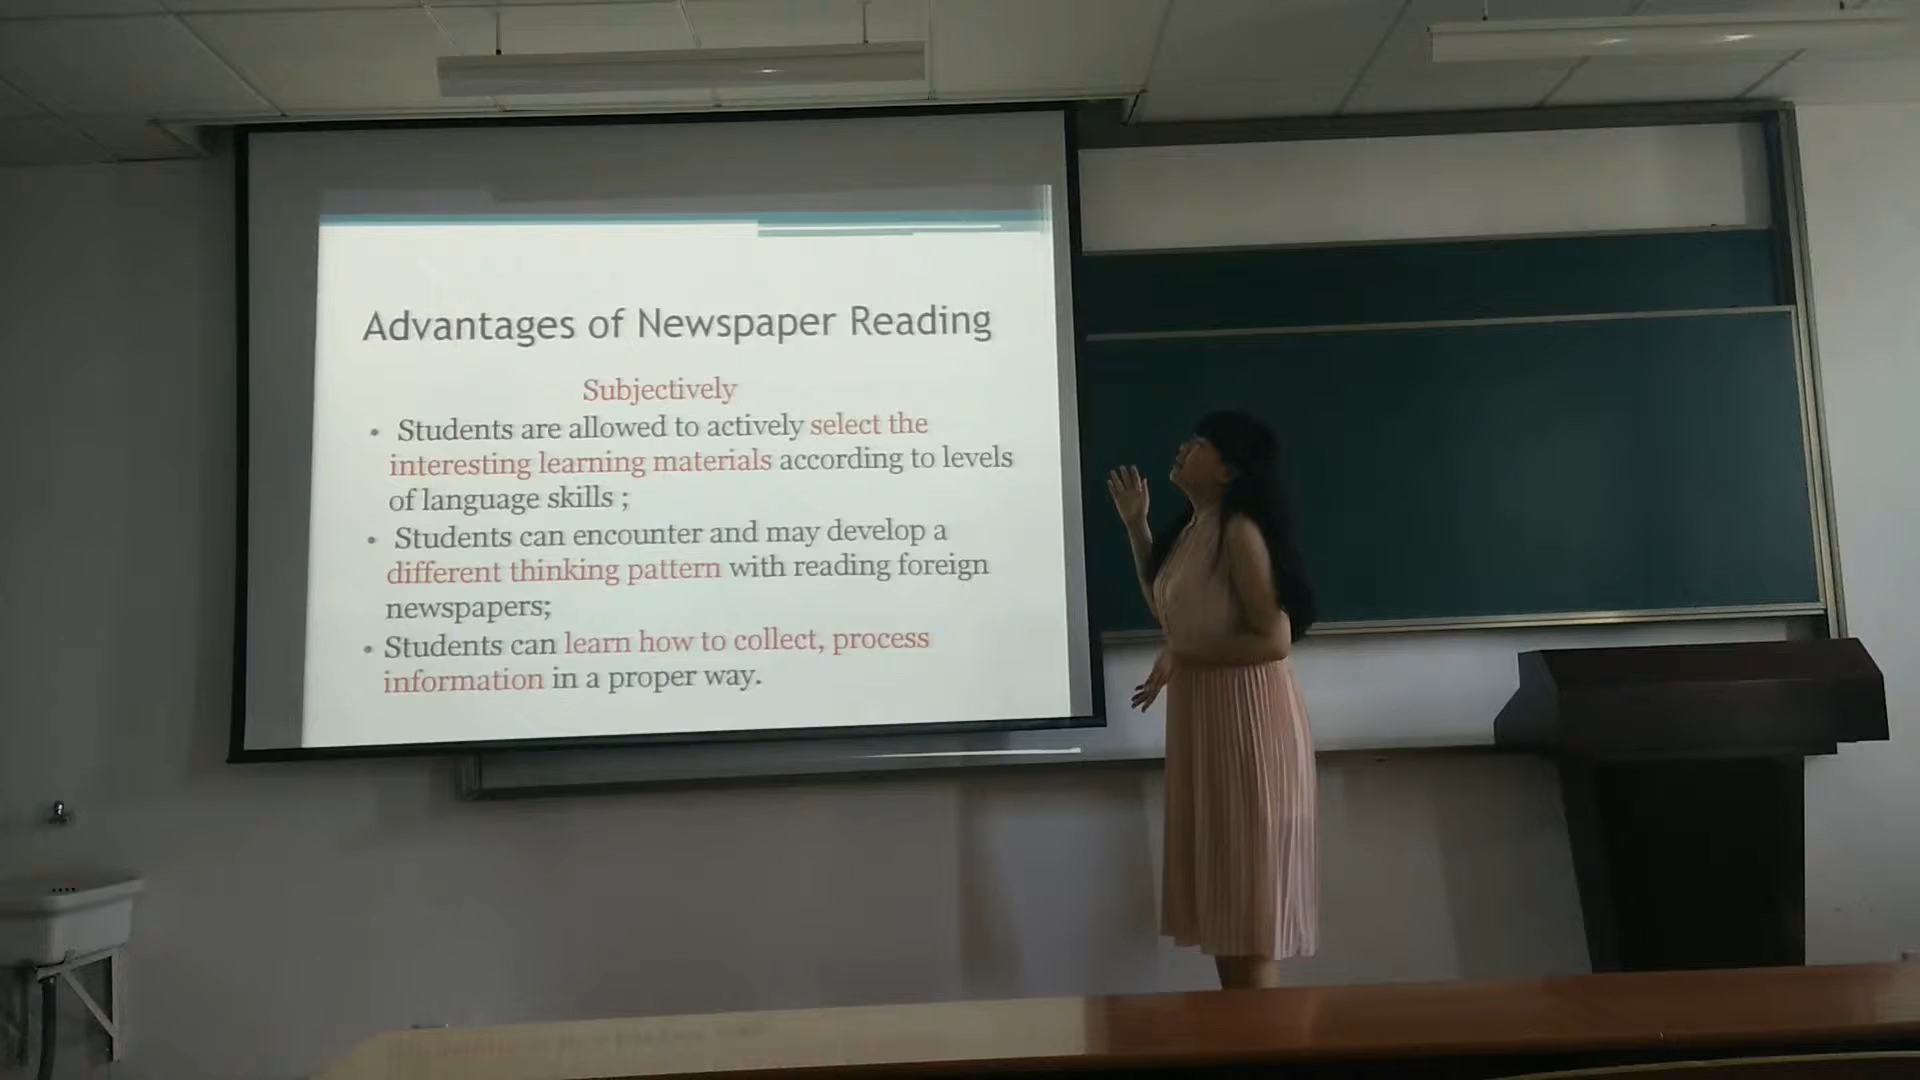 Advantages of Newspaper Reading
Subjectively
• Students are allowed to actively select the
interesting learning materials according to levels
of language skills ;
• Students can encounter and may develop a
different thinking pattern with reading foreign
newspapers;
• Students can learn how to collect, process
information in a proper way.